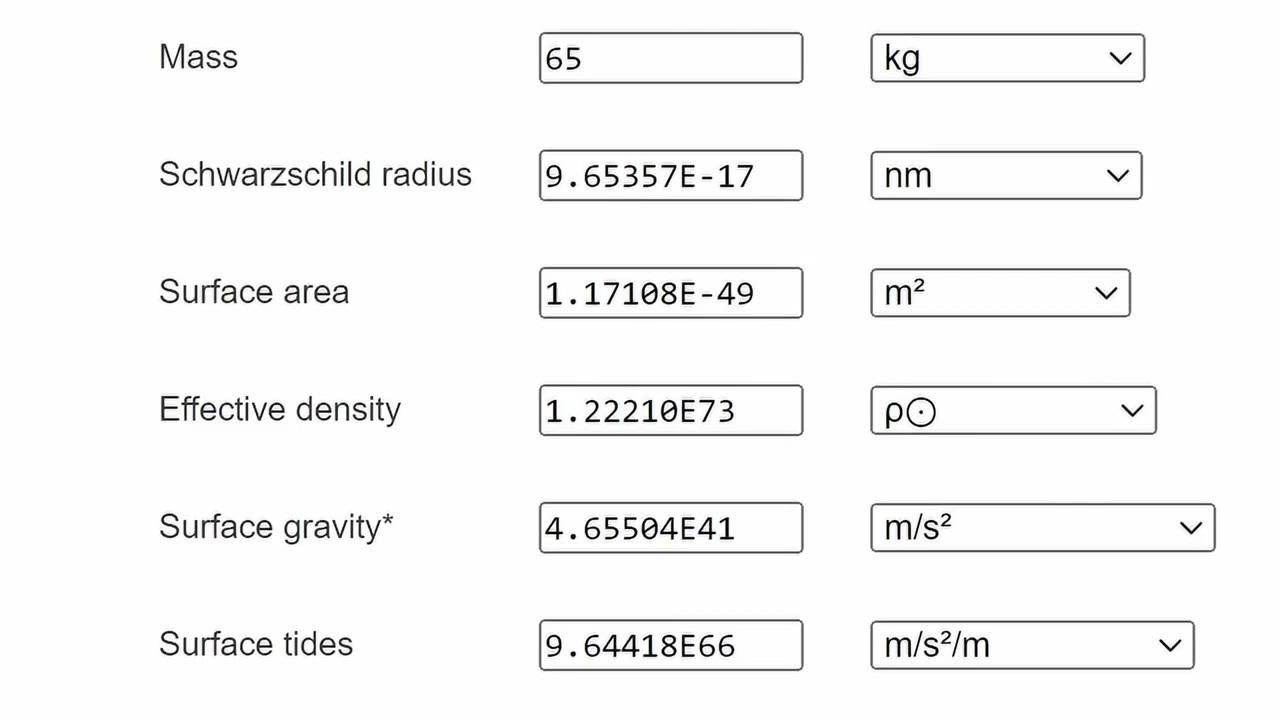 Mass 65 kg
Schwarzschild radius 9.65357E-17 nm
Surface area 1.17108E-49 m²
Effective density 1.22210E73 ρ⨀
Surface gravity* 4.65504E41 m/s²
Surface tides 9.64418E66 m/s²/m